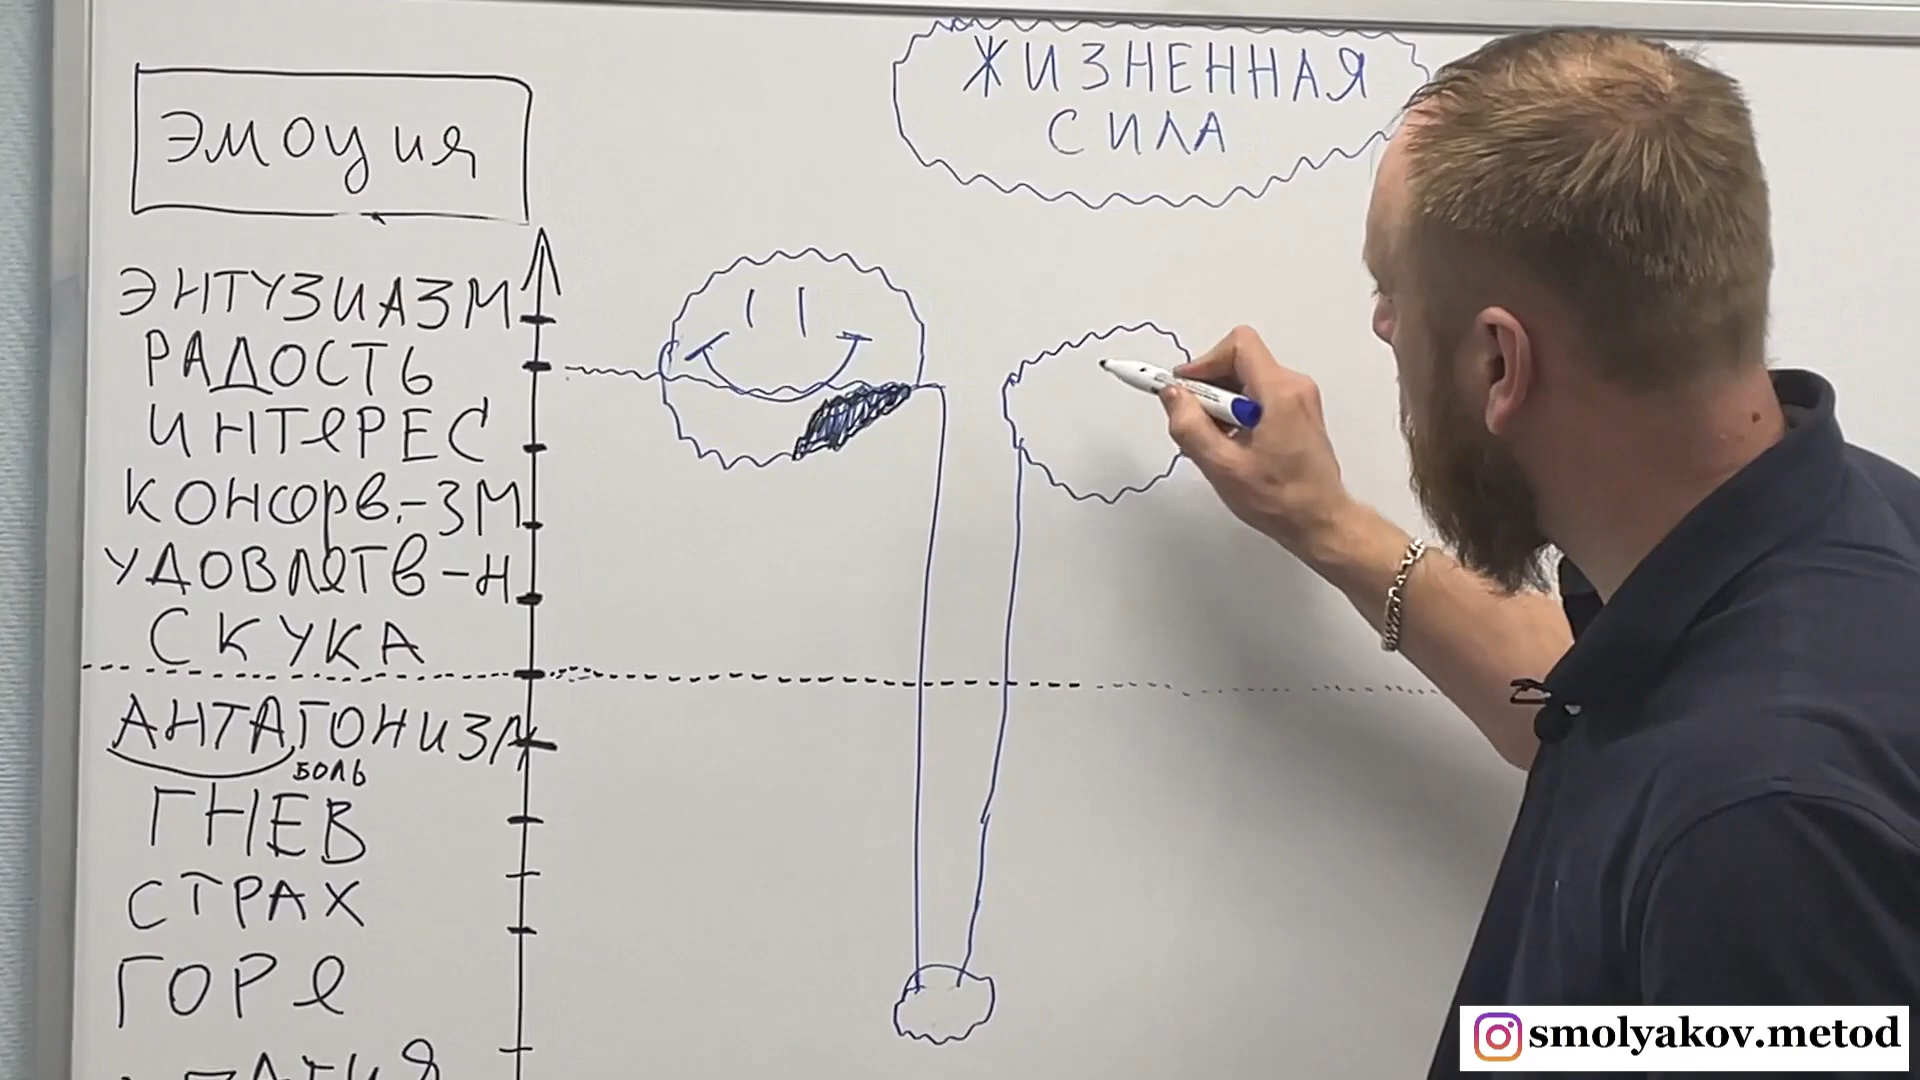 ЖИЗНЕННАЯ
СИЛА
Эмоция
ЭНТУЗИАЗМ
РАДОСТЬ
ИНТЕРЕС
КОНСЕРВ.-ЗМ
УДОВЛЕТВ-Н
СКУКА
АНТАГОНИЗМ
БОЛЬ
ГНЕВ
СТРАХ
ГОРЕ
smolyakov.metod